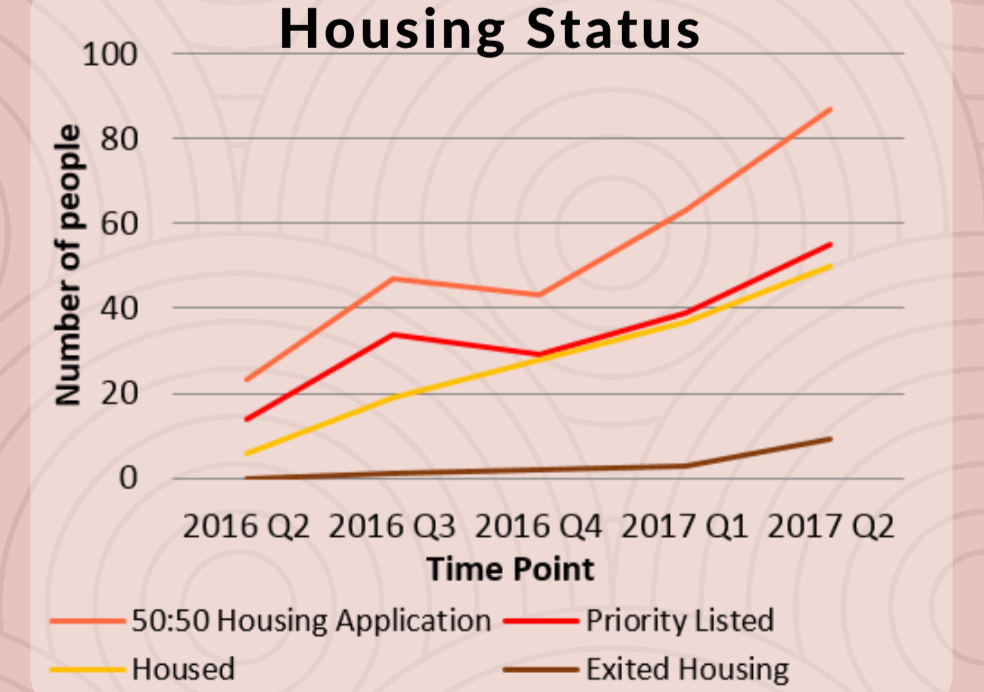 Housing Status
100
80
60
40
20
0
Number of people
2016 Q2 2016 Q3 2016 Q4 2017 Q1 2017 Q2
Time Point
50:50 Housing Application Priority Listed
Housed Exited Housing